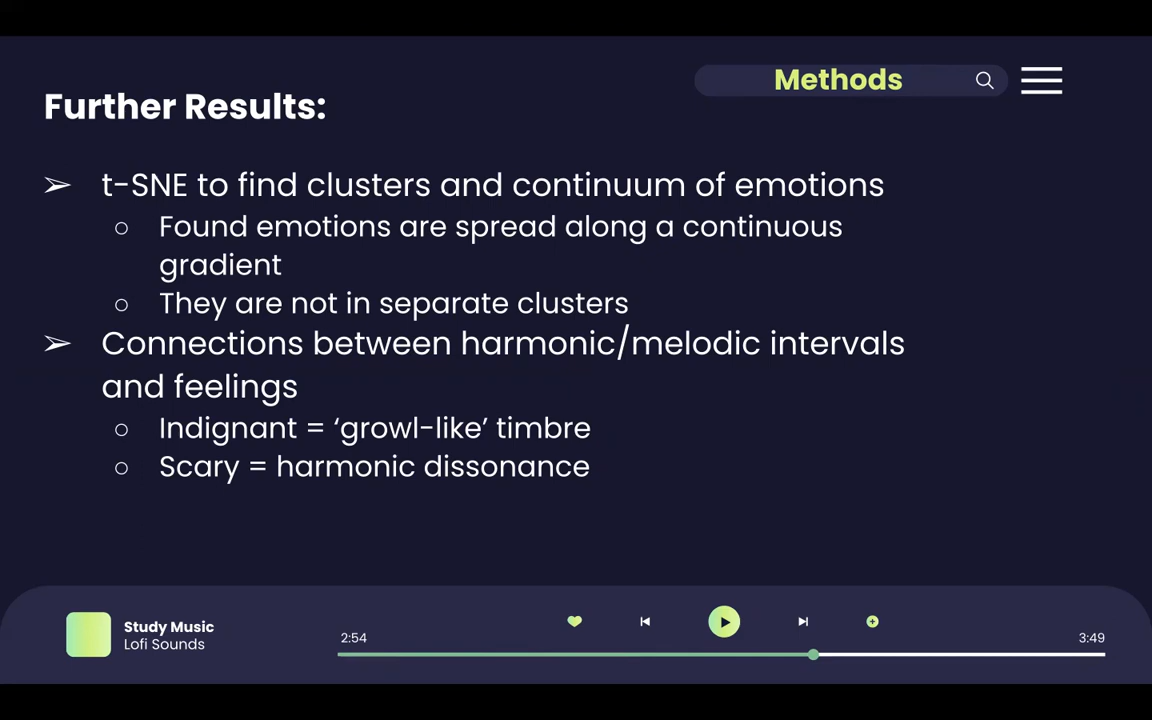 Methods
Further Results:
➢ t-SNE to find clusters and continuum of emotions
○ Found emotions are spread along a continuous
gradient
○ They are not in separate clusters
➢ Connections between harmonic/melodic intervals
and feelings
○ Indignant = ‘growl-like’ timbre
○ Scary = harmonic dissonance
Study Music
Lofi Sounds
2:54
3:49